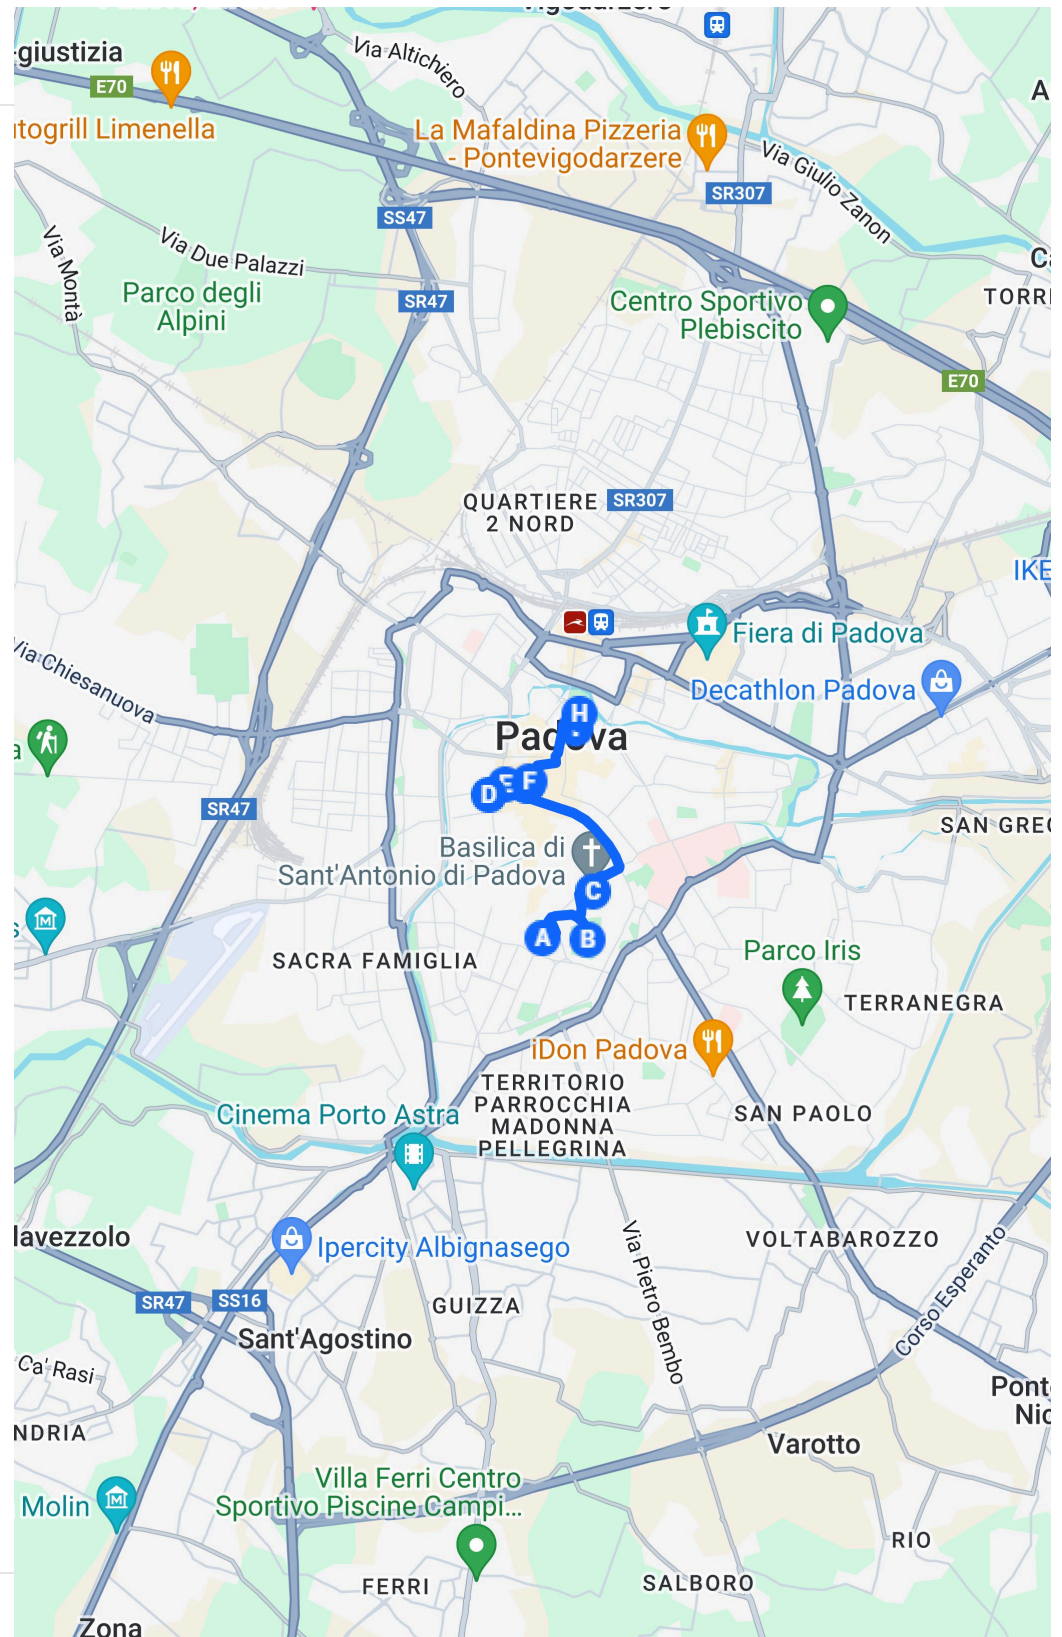 Via Altichiero
-giustizia
E70
togrill Limenella
La Mafaldina Pizzeria
- Pontevigodarzere
Via Giulio Zanon
SR307
SS47
Via Montà
Via Due Palazzi
Parco degli
Alpini
SR47
Centro Sportivo
Plebiscito
TORRI
E70
QUARTIERE
2 NORD
SR307
IKE
Fiera di Padova
Via Chiesanuova
Decathlon Padova
H
Padova
a
D
E
F
SR47
SAN GREG
Basilica di
Sant'Antonio di Padova
C
A
B
Parco Iris
SACRA FAMIGLIA
TERRANEGRA
iDon Padova
TERRITORIO
PARROCCHIA
MADONNA
PELLEGRINA
Cinema Porto Astra
SAN PAOLO
lavezzolo
Ipercity Albignasego
Via Pietro Bembo
VOLTABAROZZO
Corso Esperanto
SR47
SS16
GUIZZA
Sant'Agostino
Ca' Rasi
Ponte
Nic
NDRIA
Varotto
Villa Ferri Centro
Sportivo Piscine Campi...
Molin
RIO
FERRI
SALBORO
Zona